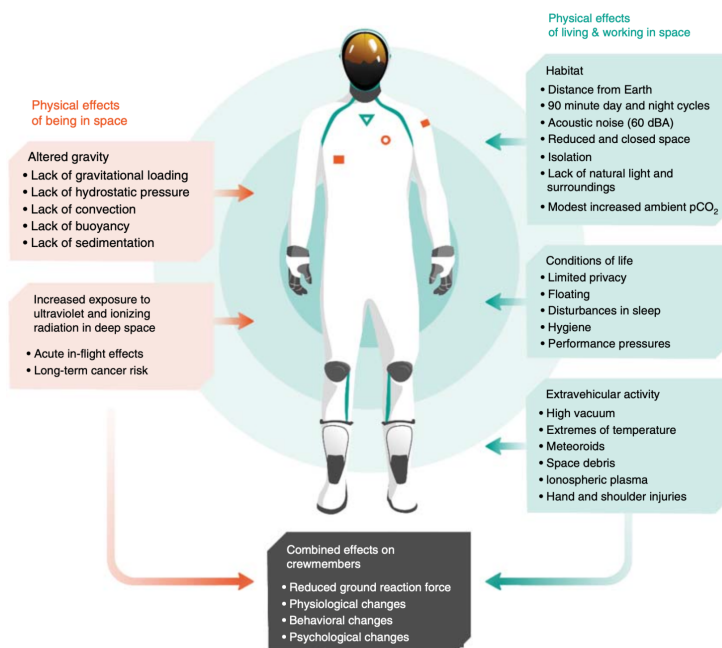 Physical effects
of being in space
Altered gravity
• Lack of gravitational loading
• Lack of hydrostatic pressure
• Lack of convection
• Lack of buoyancy
• Lack of sedimentation
Increased exposure to
ultraviolet and ionizing
radiation in deep space
• Acute in-flight effects
• Long-term cancer risk
Physical effects
of living & working in space
Habitat
• Distance from Earth
• 90 minute day and night cycles
• Acoustic noise (60 dBA)
• Reduced and closed space
• Isolation
• Lack of natural light and
surroundings
• Modest increased ambient pCO₂
Conditions of life
• Limited privacy
• Floating
• Disturbances in sleep
• Hygiene
• Performance pressures
Extravehicular activity
• High vacuum
• Extremes of temperature
• Meteoroids
• Space debris
• Ionospheric plasma
• Hand and shoulder injuries
Combined effects on
crewmembers
• Reduced ground reaction force
• Physiological changes
• Behavioral changes
• Psychological changes